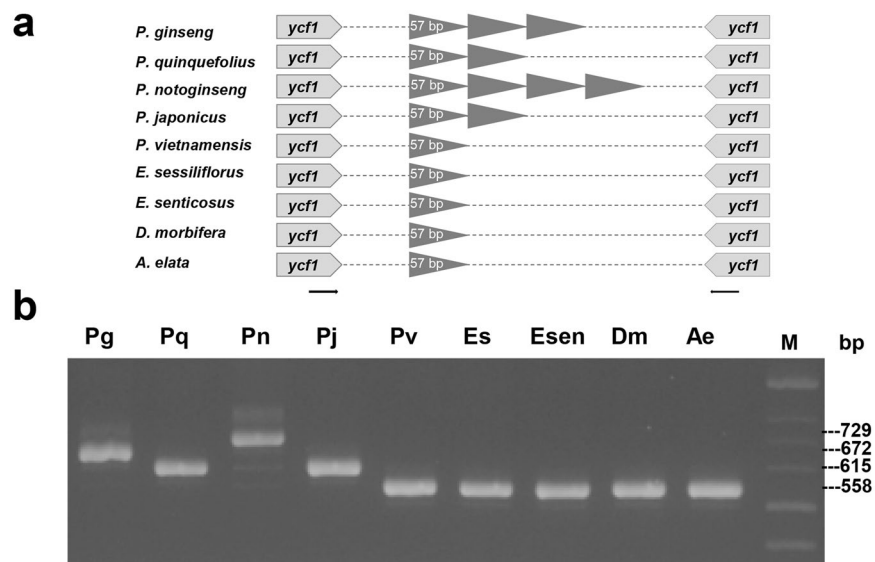 a
P. ginseng ycf1 57 bp ycf1
P. quinquefolius ycf1 57 bp ycf1
P. notoginseng ycf1 57 bp ycf1
P. japonicus ycf1 57 bp ycf1
P. vietnamensis ycf1 57 bp ycf1
E. sessiliflorus ycf1 57 bp ycf1
E. senticosus ycf1 57 bp ycf1
D. morbifera ycf1 57 bp ycf1
A. elata ycf1 57 bp ycf1
b
Pg Pq Pn Pj Pv Es Esen Dm Ae M bp
---729
---672
---615
---558